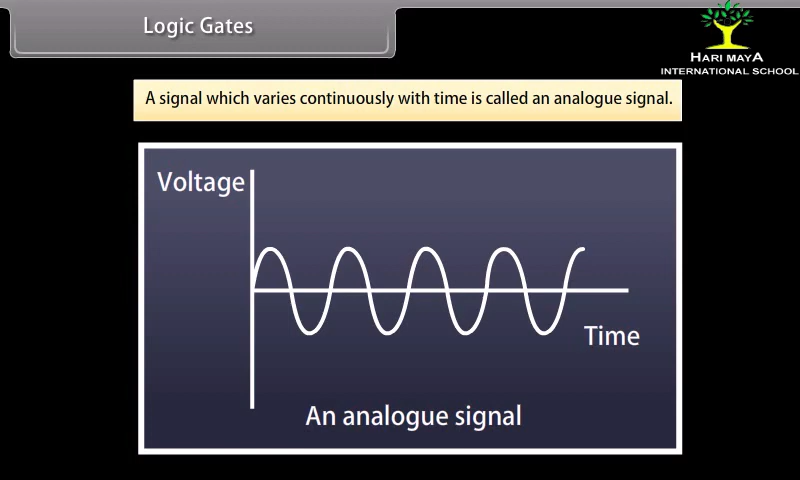 Logic Gates
HARI MAYA
INTERNATIONAL SCHOOL
A signal which varies continuously with time is called an analogue signal.
Voltage
Time
An analogue signal